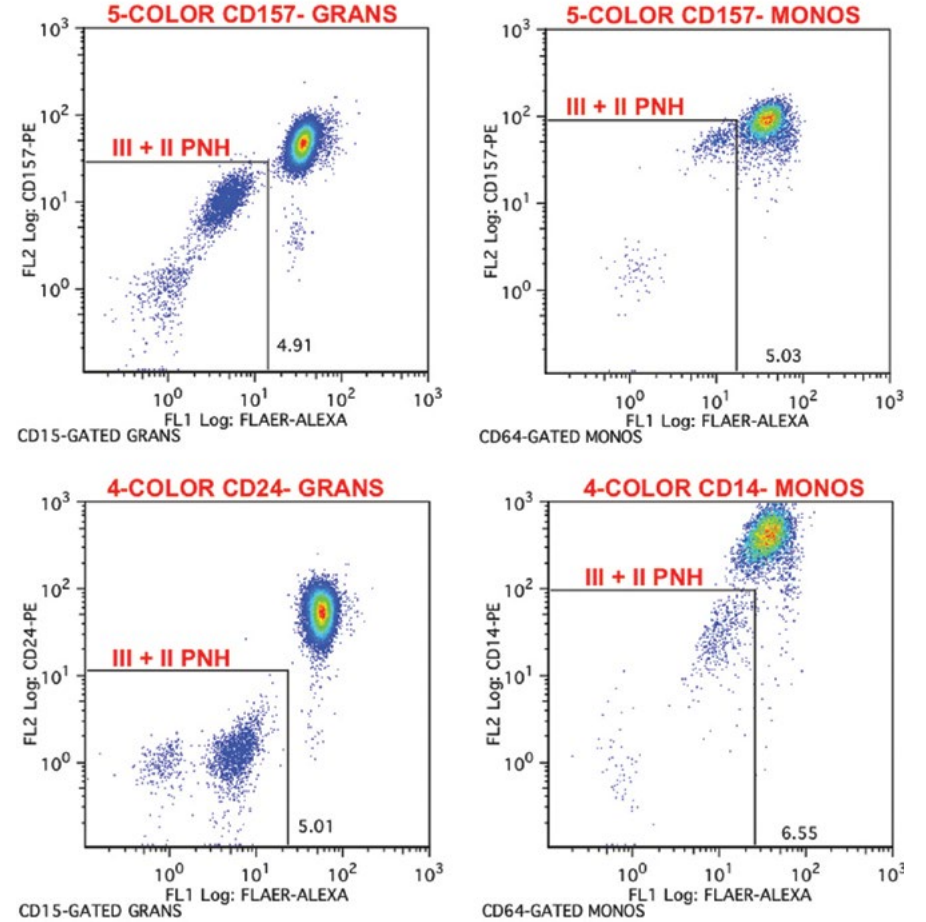 5-COLOR CD157- GRANS
10³
10²
10¹
10⁰
FL2 Log: CD157-PE
III + II PNH
4.91
10⁰ 10¹ 10² 10³
FL1 Log: FLAER-ALEXA
CD15-GATED GRANS
5-COLOR CD157- MONOS
10³
10²
10¹
10⁰
FL2 Log: CD157-PE
III + II PNH
5.03
10⁰ 10¹ 10² 10³
FL1 Log: FLAER-ALEXA
CD64-GATED MONOS
4-COLOR CD24- GRANS
10³
10²
10¹
10⁰
FL2 Log: CD24-PE
III + II PNH
5.01
10⁰ 10¹ 10² 10³
FL1 Log: FLAER-ALEXA
CD15-GATED GRANS
4-COLOR CD14- MONOS
10³
10²
10¹
10⁰
FL2 Log: CD14-PE
III + II PNH
6.55
10⁰ 10¹ 10² 10³
FL1 Log: FLAER-ALEXA
CD64-GATED MONOS